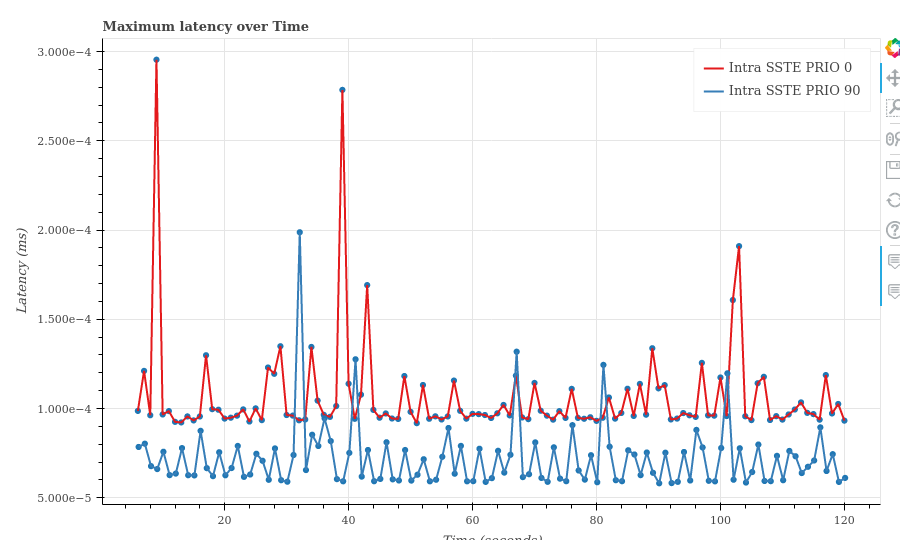 Maximum latency over Time
3.000e−4
2.500e−4
2.000e−4
1.500e−4
1.000e−4
5.000e−5
Latency (ms)
Intra SSTE PRIO 0
Intra SSTE PRIO 90
20
40
60
80
100
120
Time (seconds)